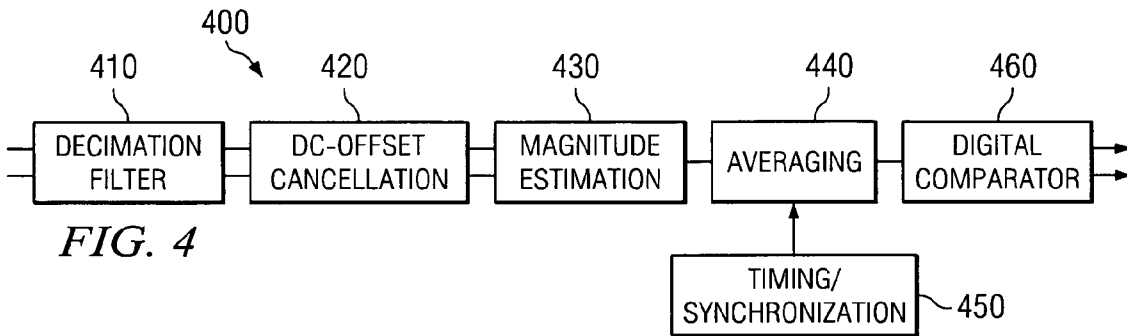 400
410
420
430
440
460
DECIMATION
FILTER
DC-OFFSET
CANCELLATION
MAGNITUDE
ESTIMATION
AVERAGING
DIGITAL
COMPARATOR
FIG. 4
TIMING/
SYNCHRONIZATION
450